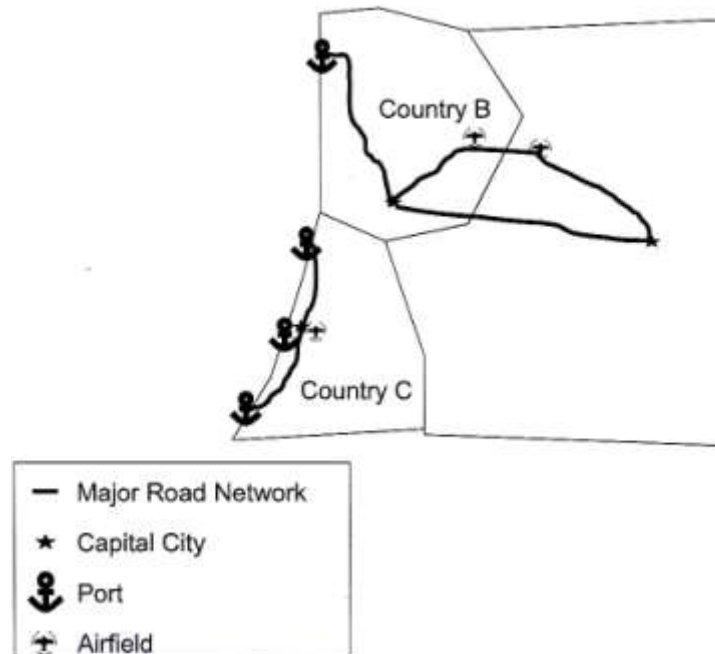 Country B
Country C
Major Road Network
Capital City
Port
Airfield